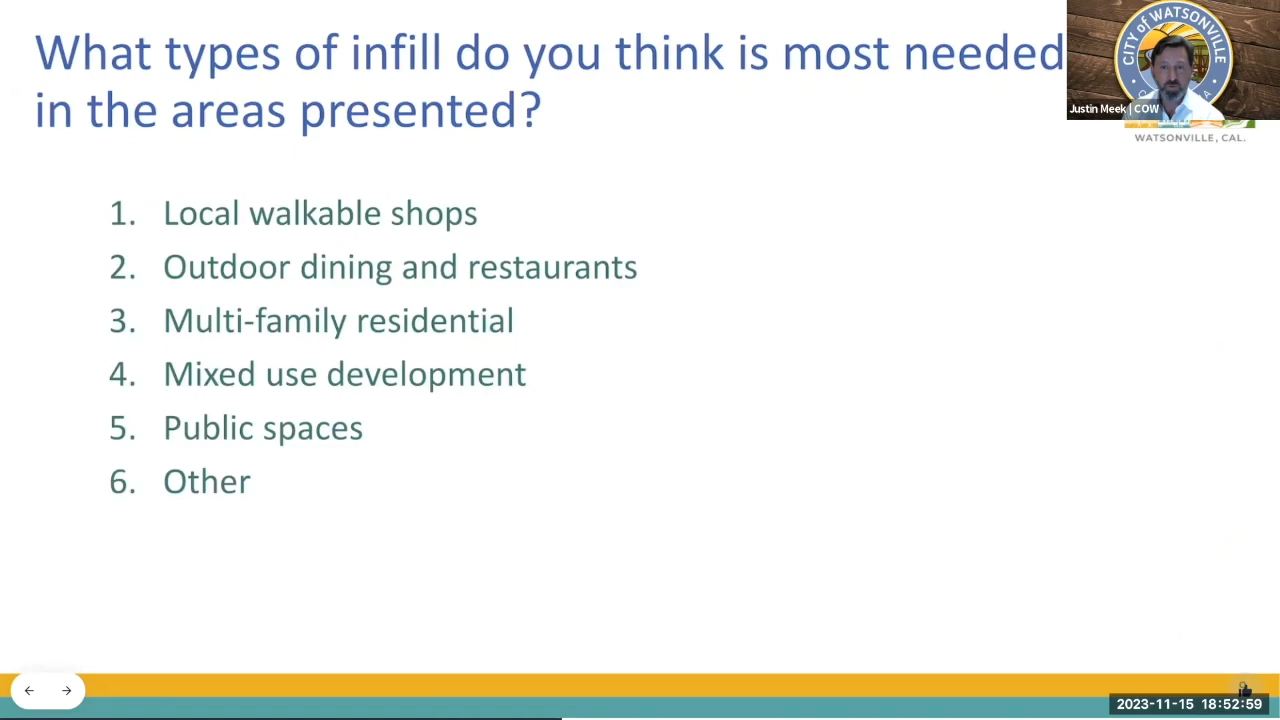 What types of infill do you think is most needed
in the areas presented?
CITY of WATSONVILLE
Justin Meek | COW
WATSONVILLE, CAL.
1. Local walkable shops
2. Outdoor dining and restaurants
3. Multi-family residential
4. Mixed use development
5. Public spaces
6. Other
2023-11-15 18:52:59